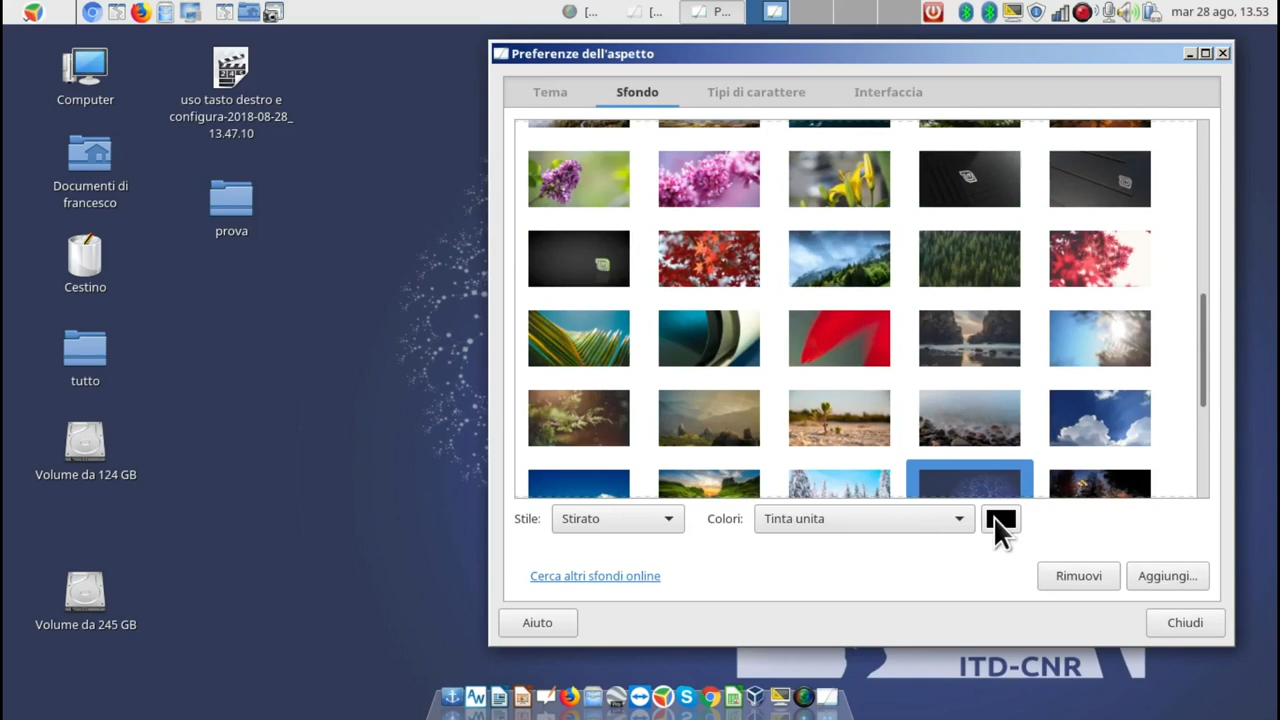 [...
[...
P...
mar 28 ago, 13.53
Computer
uso tasto destro e
configura-2018-08-28_
13.47.10
Documenti di
francesco
prova
Cestino
tutto
Volume da 124 GB
Volume da 245 GB
Preferenze dell'aspetto
Tema
Sfondo
Tipi di carattere
Interfaccia
Stile:
Stirato
Colori:
Tinta unita
Cerca altri sfondi online
Rimuovi
Aggiungi...
Aiuto
Chiudi
ITD-CNR